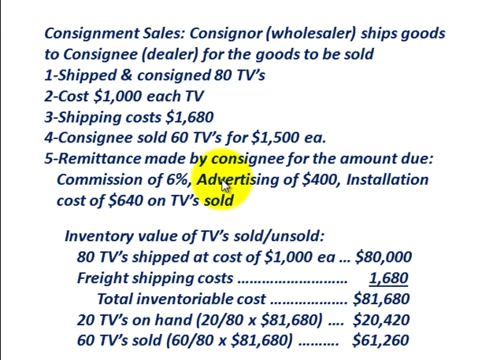 Consignment Sales: Consignor (wholesaler) ships goods
to Consignee (dealer) for the goods to be sold
1-Shipped & consigned 80 TV's
2-Cost $1,000 each TV
3-Shipping costs $1,680
4-Consignee sold 60 TV's for $1,500 ea.
5-Remittance made by consignee for the amount due:
Commission of 6%, Advertising of $400, Installation
cost of $640 on TV's sold
Inventory value of TV's sold/unsold:
80 TV's shipped at cost of $1,000 ea ... $80,000
Freight shipping costs ............................ 1,680
Total inventoriable cost .................... $81,680
20 TV's on hand (20/80 x $81,680) .... $20,420
60 TV's sold (60/80 x $81,680) .......... $61,260